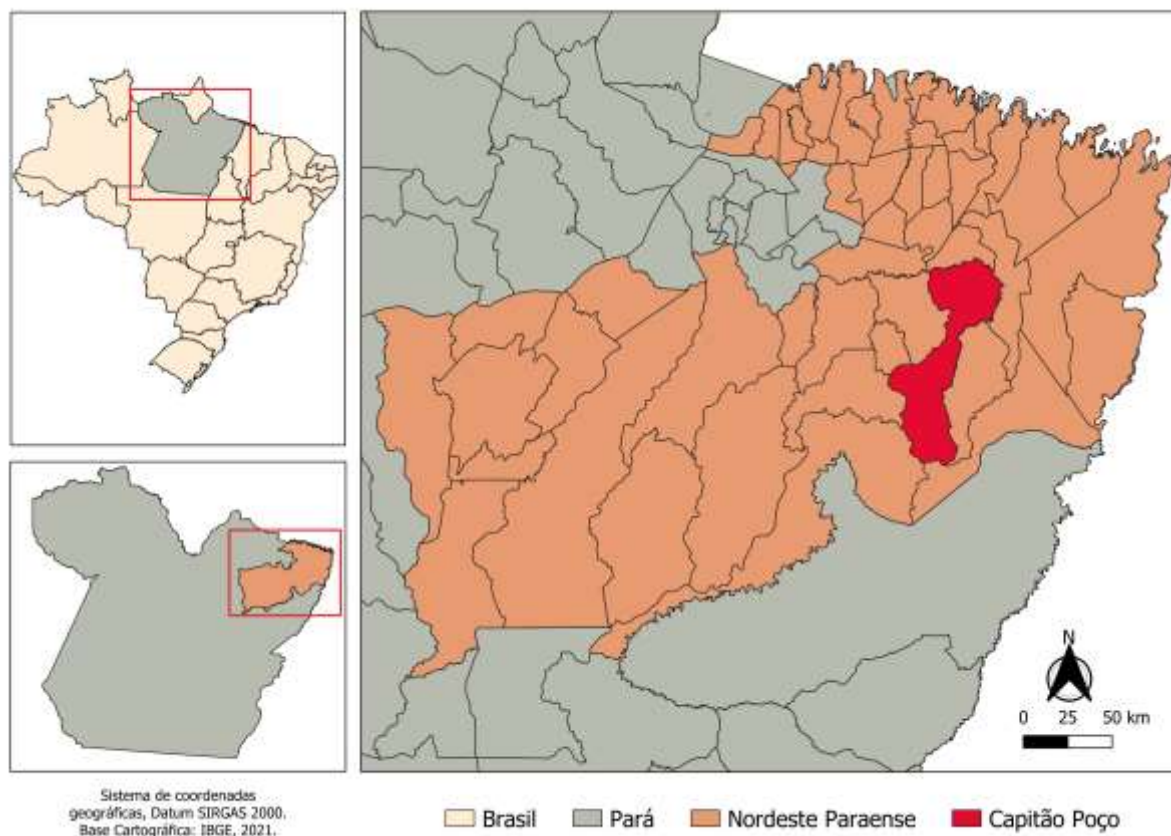 N
0 25 50 km
Sistema de coordenadas
geográficas, Datum SIRGAS 2000.
Base Cartográfica: IBGE, 2021.
Brasil Pará Nordeste Paraense Capitão Poço